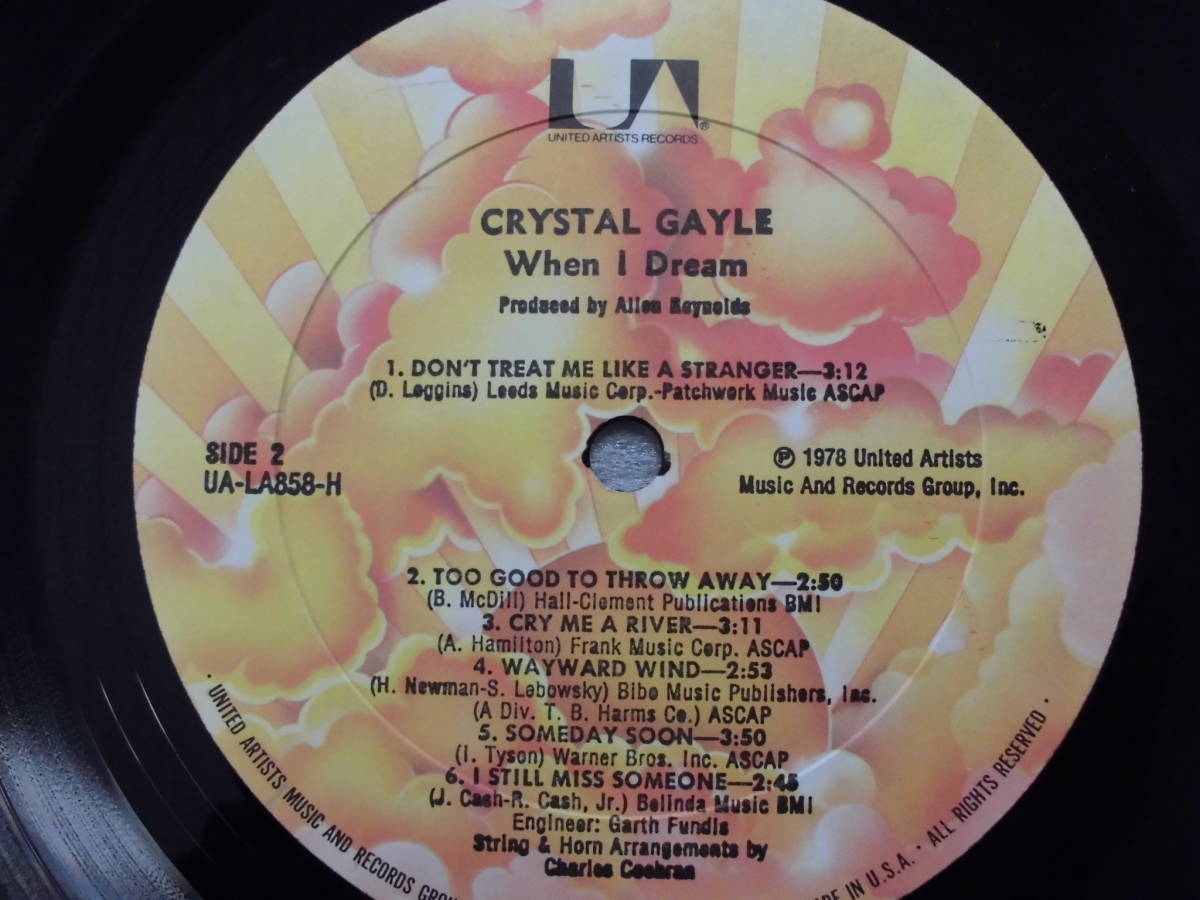 UA®
UNITED ARTISTS RECORDS
CRYSTAL GAYLE
When I Dream
Produced by Allen Reynolds
1. DON'T TREAT ME LIKE A STRANGER—3:12
(D. Loggins) Leeds Music Corp.-Patchwork Music ASCAP
SIDE 2
UA-LA858-H
℗ 1978 United Artists
Music And Records Group, Inc.
2. TOO GOOD TO THROW AWAY—2:50
(B. McDill) Hall-Clement Publications BMI
3. CRY ME A RIVER—3:11
(A. Hamilton) Frank Music Corp. ASCAP
4. WAYWARD WIND—2:53
(H. Newman-S. Lebowsky) Bibo Music Publishers, Inc.
(A Div. T. B. Harms Co.) ASCAP
5. SOMEDAY SOON—3:50
(I. Tyson) Warner Bros. Inc. ASCAP
6. I STILL MISS SOMEONE—2:45
(J. Cash-R. Cash, Jr.) Belinda Music BMI
Engineer: Garth Fundis
String & Horn Arrangements by
Charles Cochran
· UNITED ARTISTS MUSIC AND RECORDS GROU
DE IN U.S.A. · ALL RIGHTS RESERVED ·